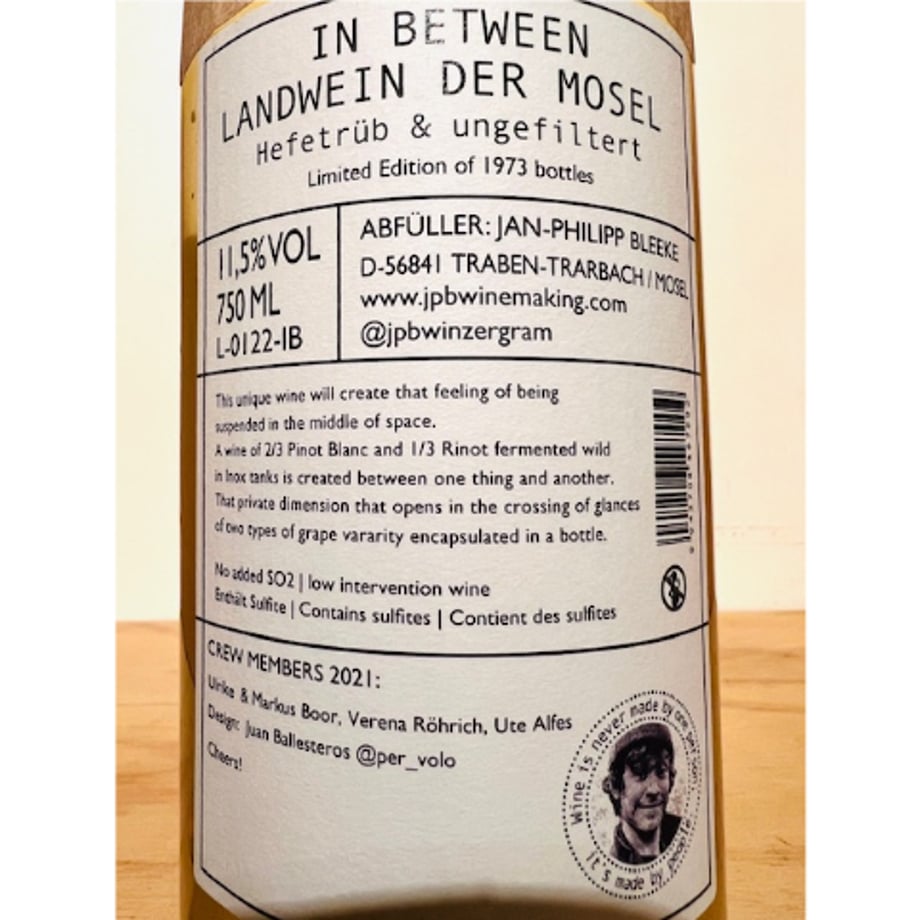 IN BETWEEN
LANDWEIN DER MOSEL
Hefetrüb & ungefiltert
Limited Edition of 1973 bottles
11,5%VOL
750 ML
L-0122-IB
ABFÜLLER: JAN-PHILIPP BLEEKE
D-56841 TRABEN-TRARBACH / MOSEL
www.jpbwinemaking.com
@jpbwinzergram
This unique wine will create that feeling of being
suspended in the middle of space.
A wine of 2/3 Pinot Blanc and 1/3 Rinot fermented wild
in Inox tanks is created between one thing and another.
That private dimension that opens in the crossing of glances
of two types of grape vararity encapsulated in a bottle.
No added SO2 | low intervention wine
Enthält Sulfite | Contains sulfites | Contient des sulfites
CREW MEMBERS 2021:
Ulrike & Markus Boor, Verena Röhrich, Ute Alfes
Design: Juan Ballesteros @per_volo
Cheers!
Wine is never made by one person,
it s made by people